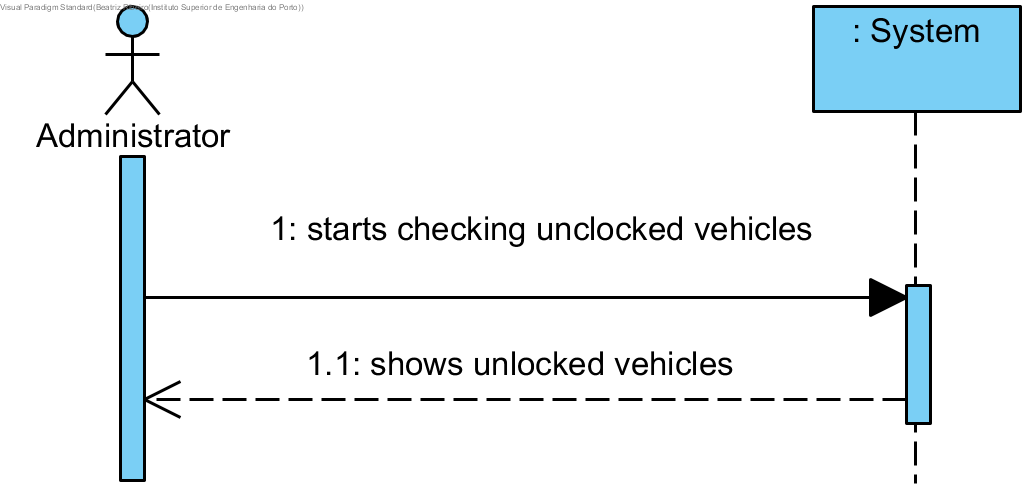 Visual Paradigm Standard(Beatriz
(Instituto Superior de Engenharia do Porto))
: System
Administrator
1: starts checking unclocked vehicles
1.1: shows unlocked vehicles